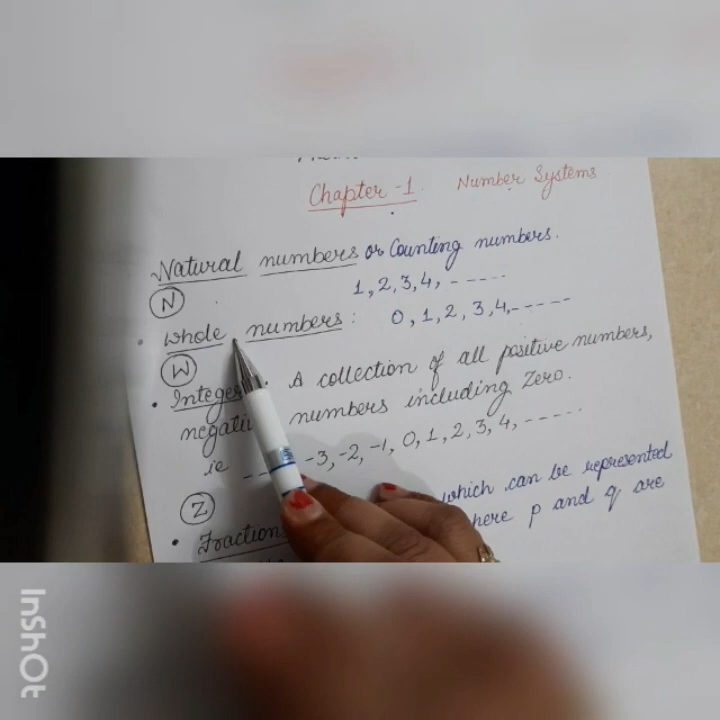 Chapter-1. Number Systems
Natural numbers or Counting numbers.
N
1, 2, 3, 4, -----
• Whole numbers : 0, 1, 2, 3, 4, -----
W
• A collection of all positive numbers,
numbers including Zero.
ie --- -3, -2, -1, 0, 1, 2, 3, 4, -----
Z
• which can be represented
p and q are
InShOt